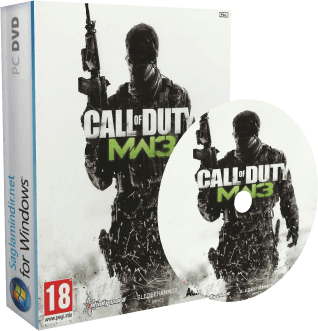 PC DVD
Saglamindir.net
for Windows
CALL OF DUTY
MW3
18
www.pegi.info
SLEDGEHAMMER
CALL OF DUTY
MW3